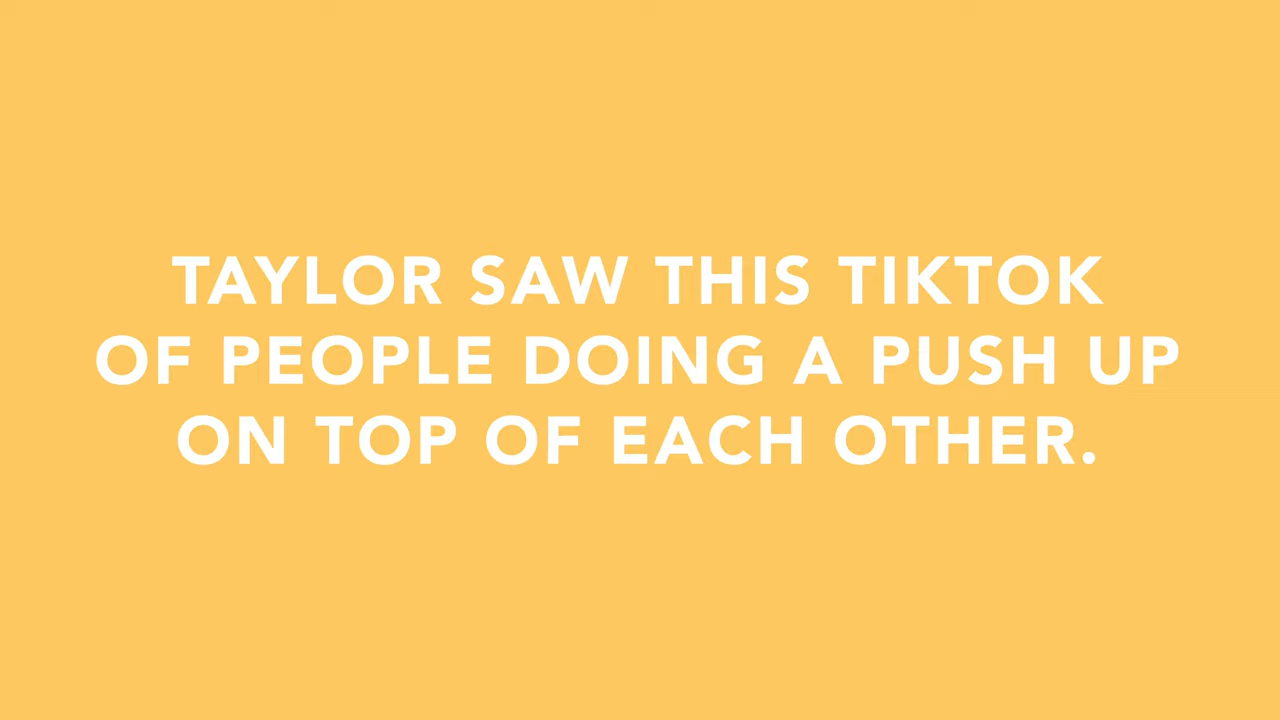 TAYLOR SAW THIS TIKTOK
OF PEOPLE DOING A PUSH UP
ON TOP OF EACH OTHER.